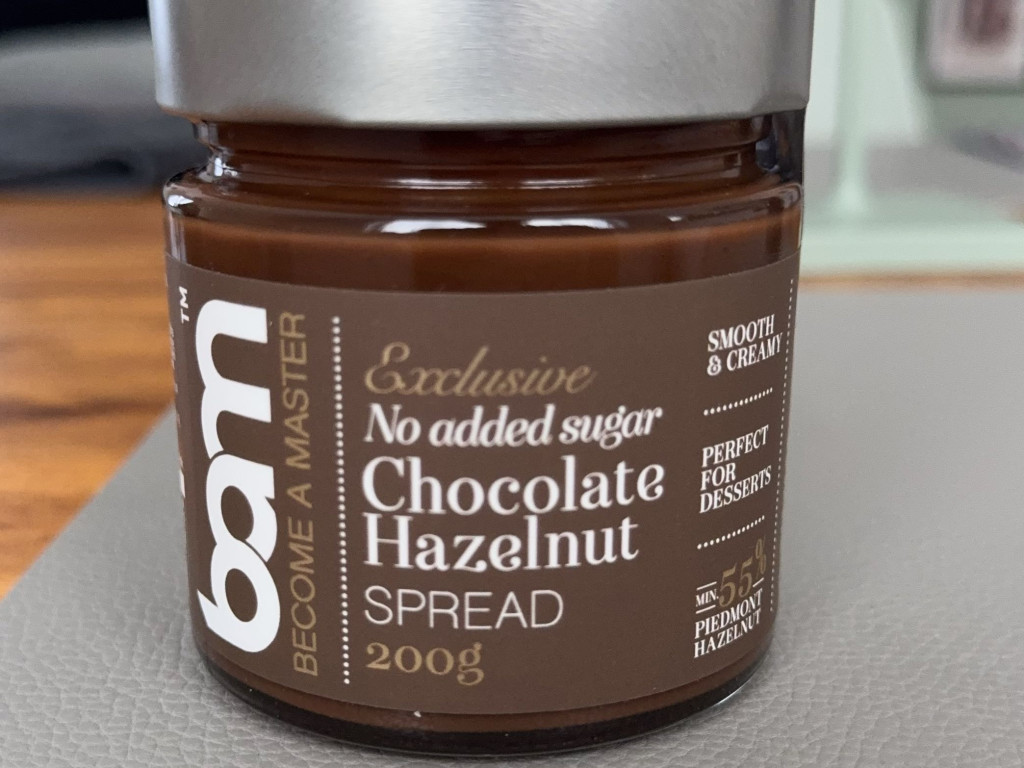 bam™
BECOME A MASTER
Exclusive
No added sugar
Chocolate
Hazelnut
SPREAD
200g
SMOOTH
& CREAMY
PERFECT
FOR
DESSERTS
MIN. 55%
PIEDMONT
HAZELNUT